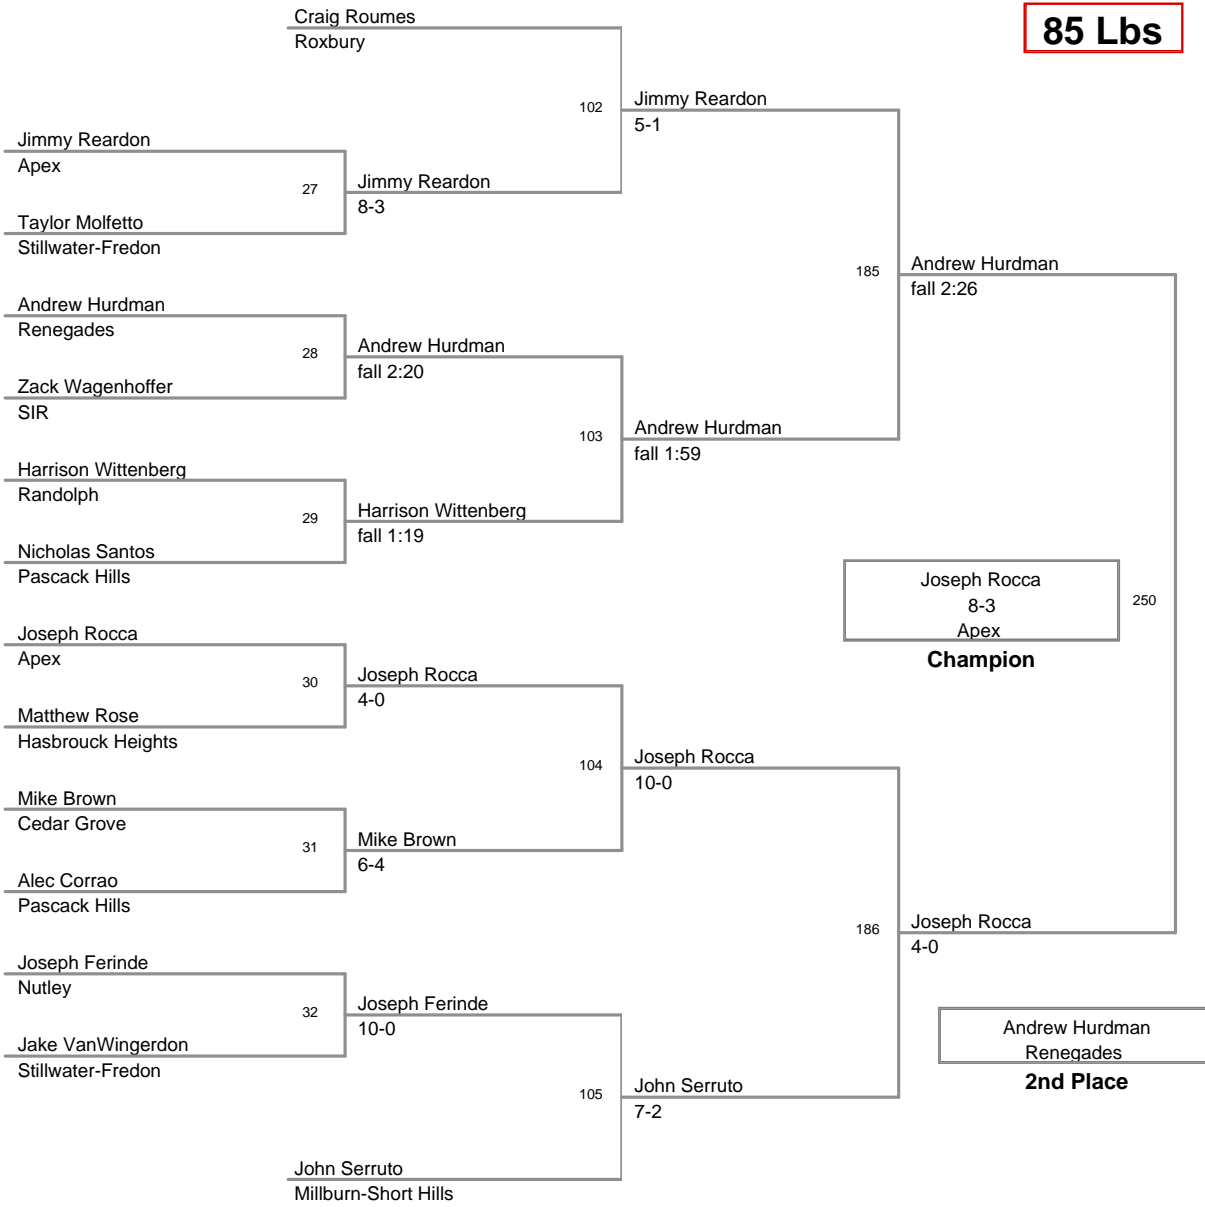 Craig Roumes
Roxbury
85 Lbs
102
Jimmy Reardon
5-1
Jimmy Reardon
Apex
27
Jimmy Reardon
8-3
Taylor Molfetto
Stillwater-Fredon
185
Andrew Hurdman
fall 2:26
Andrew Hurdman
Renegades
28
Andrew Hurdman
fall 2:20
Zack Wagenhoffer
SIR
103
Andrew Hurdman
fall 1:59
Harrison Wittenberg
Randolph
29
Harrison Wittenberg
fall 1:19
Nicholas Santos
Pascack Hills
Joseph Rocca
8-3
Apex
Champion
250
Joseph Rocca
Apex
30
Joseph Rocca
4-0
Matthew Rose
Hasbrouck Heights
104
Joseph Rocca
10-0
Mike Brown
Cedar Grove
31
Mike Brown
6-4
Alec Corrao
Pascack Hills
186
Joseph Rocca
4-0
Joseph Ferinde
Nutley
32
Joseph Ferinde
10-0
Jake VanWingerdon
Stillwater-Fredon
Andrew Hurdman
Renegades
2nd Place
105
John Serruto
7-2
John Serruto
Millburn-Short Hills